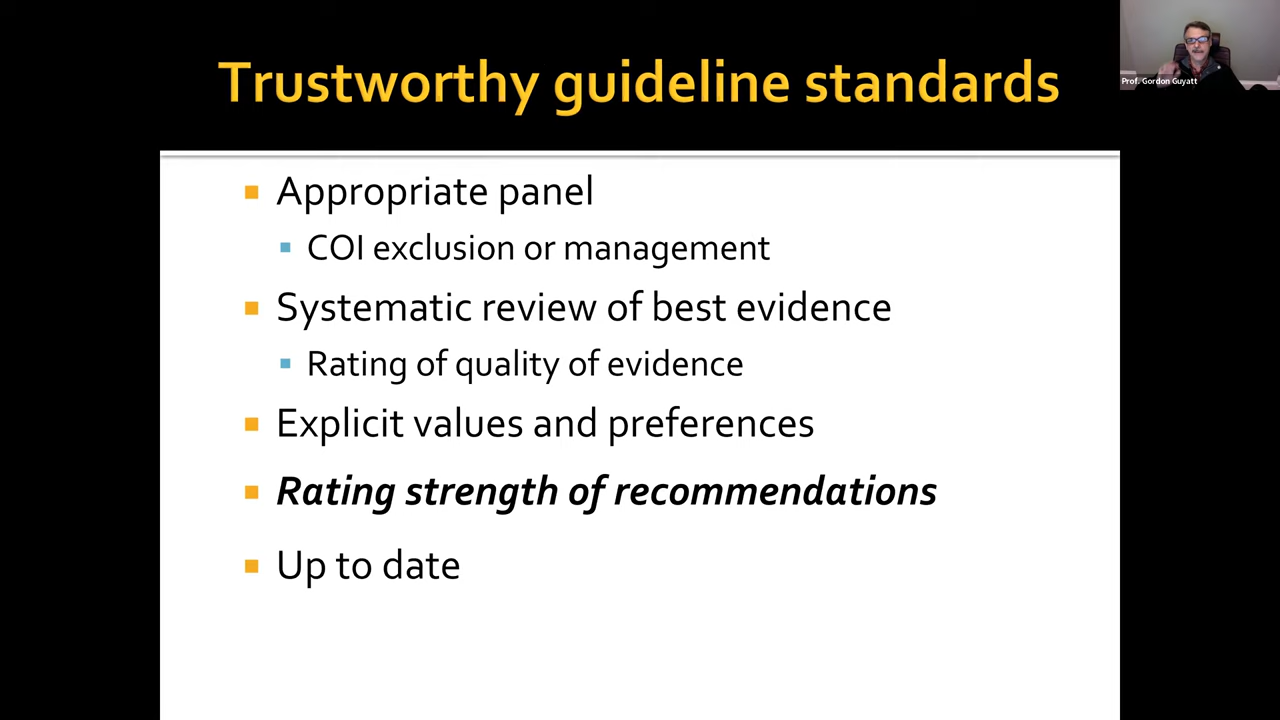 Trustworthy guideline standards
Prof. Gordon Guyatt
Appropriate panel
COI exclusion or management
Systematic review of best evidence
Rating of quality of evidence
Explicit values and preferences
Rating strength of recommendations
Up to date